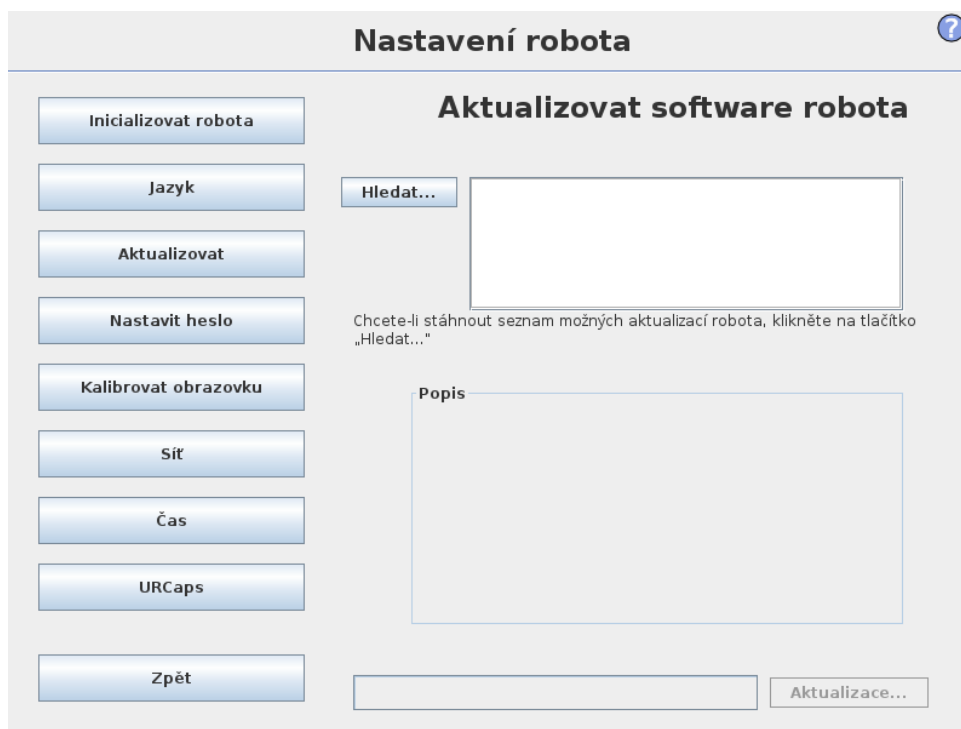 Nastavení robota
?
Inicializovat robota
Jazyk
Aktualizovat
Nastavit heslo
Kalibrovat obrazovku
Síť
Čas
URCaps
Zpět
Aktualizovat software robota
Hledat...
Chcete-li stáhnout seznam možných aktualizací robota, klikněte na tlačítko
„Hledat..."
Popis
Aktualizace...